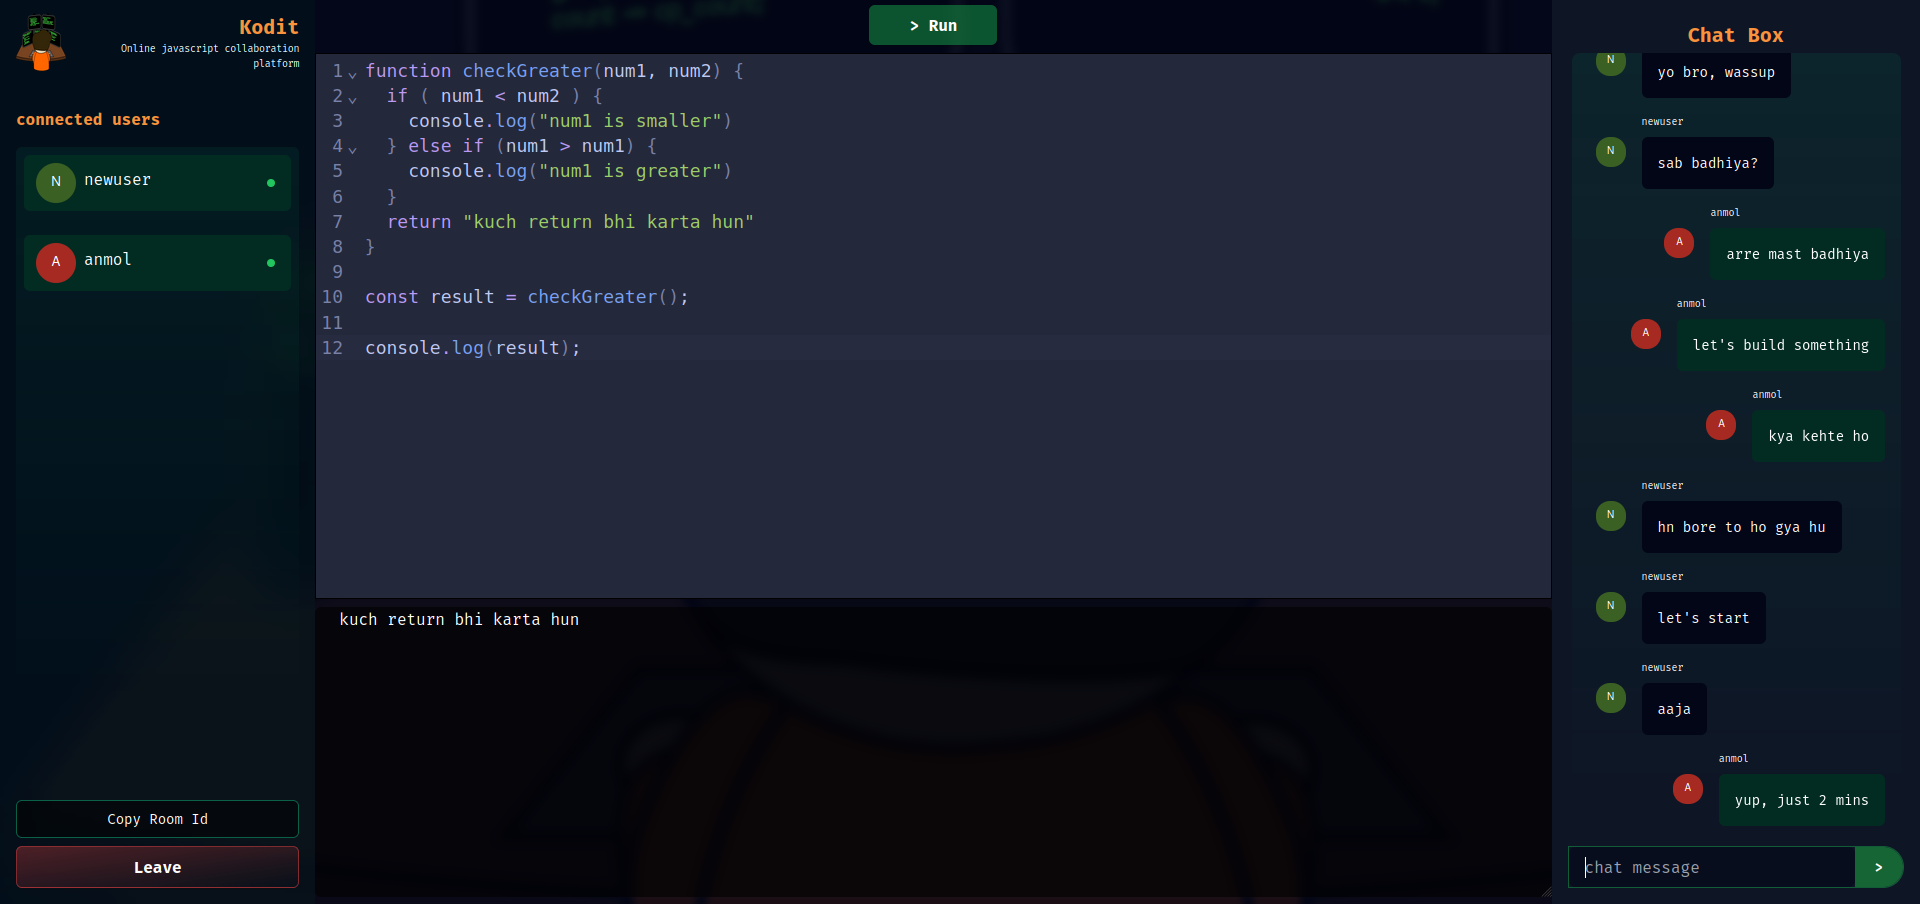 Kodit
Online javascript collaboration
platform
connected users
N newuser
A anmol
Copy Room Id
Leave
> Run
1 function checkGreater(num1, num2) {
2   if ( num1 < num2 ) {
3     console.log("num1 is smaller")
4   } else if (num1 > num1) {
5     console.log("num1 is greater")
6   }
7   return "kuch return bhi karta hun"
8 }
9
10 const result = checkGreater();
11
12 console.log(result);
kuch return bhi karta hun
Chat Box
N yo bro, wassup
newuser
N sab badhiya?
anmol
A arre mast badhiya
anmol
A let's build something
anmol
A kya kehte ho
newuser
N hn bore to ho gya hu
newuser
N let's start
newuser
N aaja
anmol
A yup, just 2 mins
chat message >